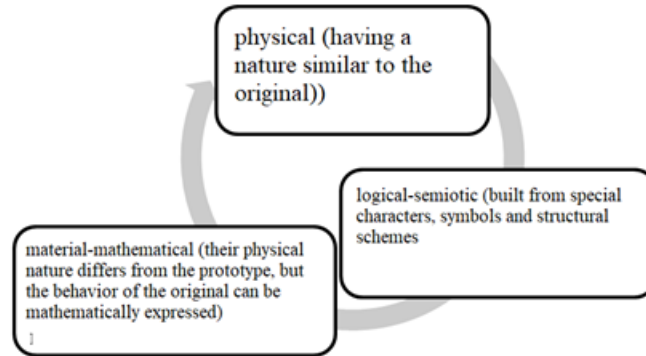 physical (having a
nature similar to the
original))
logical-semiotic (built from special
characters, symbols and structural
schemes
material-mathematical (their physical
nature differs from the prototype, but
the behavior of the original can be
mathematically expressed)